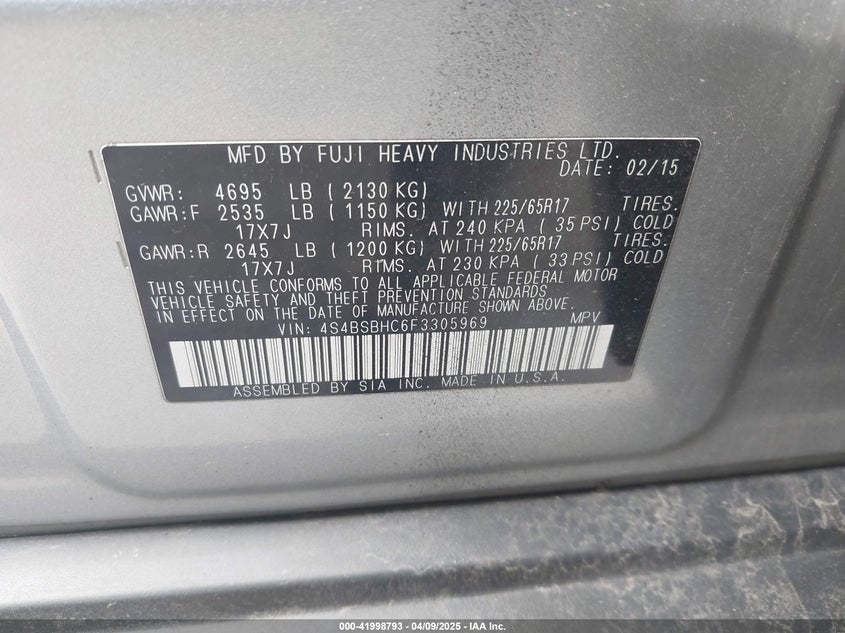 MFD BY FUJI HEAVY INDUSTRIES LTD.
DATE: 02/15
GVWR: 4695 LB ( 2130 KG)
GAWR:F 2535 LB ( 1150 KG) WITH 225/65R17 TIRES.
17X7J RIMS. AT 240 KPA ( 35 PSI) COLD
GAWR:R 2645 LB ( 1200 KG) WITH 225/65R17 TIRES.
17X7J RIMS. AT 230 KPA ( 33 PSI) COLD
THIS VEHICLE CONFORMS TO ALL APPLICABLE FEDERAL MOTOR
VEHICLE SAFETY AND THEFT PREVENTION STANDARDS
IN EFFECT ON THE DATE OF MANUFACTURE SHOWN ABOVE.
VIN: 4S4BSBHC6F3305969 MPV
ASSEMBLED BY SIA INC. MADE IN U.S.A.
000-41998793 - 04/09/2025 - IAA Inc.